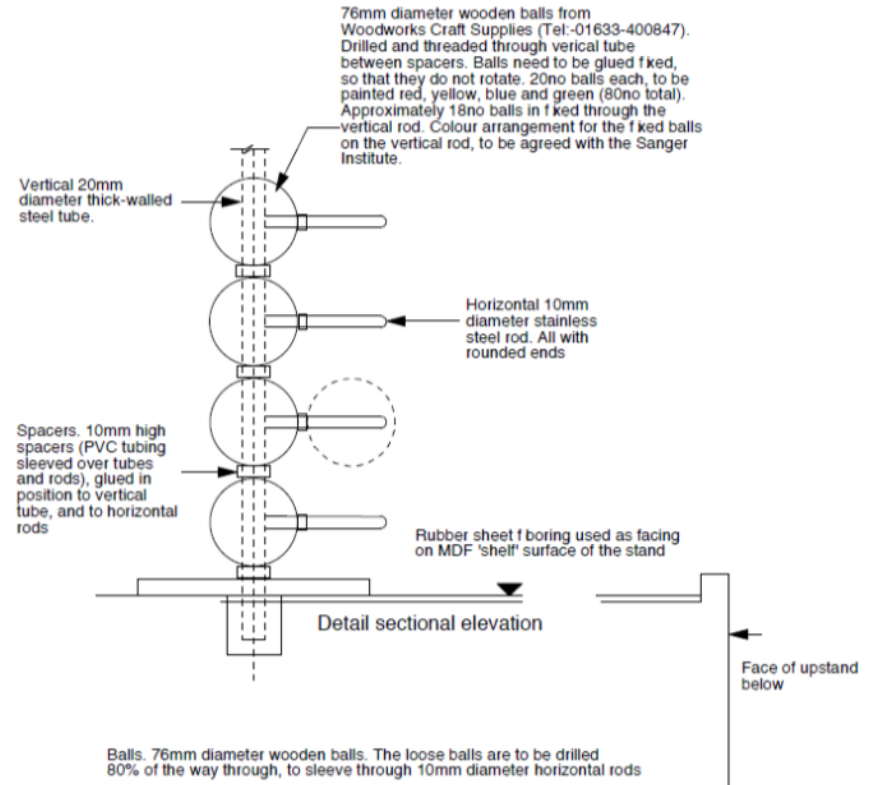 76mm diameter wooden balls from
Woodworks Craft Supplies (Tel:-01633-400847).
Drilled and threaded through verical tube
between spacers. Balls need to be glued f ked,
so that they do not rotate. 20no balls each, to be
painted red, yellow, blue and green (80no total).
Approximately 18no balls in f ked through the
vertical rod. Colour arrangement for the f ked balls
on the vertical rod, to be agreed with the Sanger
Institute.
Vertical 20mm
diameter thick-walled
steel tube.
Horizontal 10mm
diameter stainless
steel rod. All with
rounded ends
Spacers. 10mm high
spacers (PVC tubing
sleeved over tubes
and rods), glued in
position to vertical
tube, and to horizontal
rods
Rubber sheet f boring used as facing
on MDF 'shelf' surface of the stand
Detail sectional elevation
Face of upstand
below
Balls. 76mm diameter wooden balls. The loose balls are to be drilled
80% of the way through, to sleeve through 10mm diameter horizontal rods